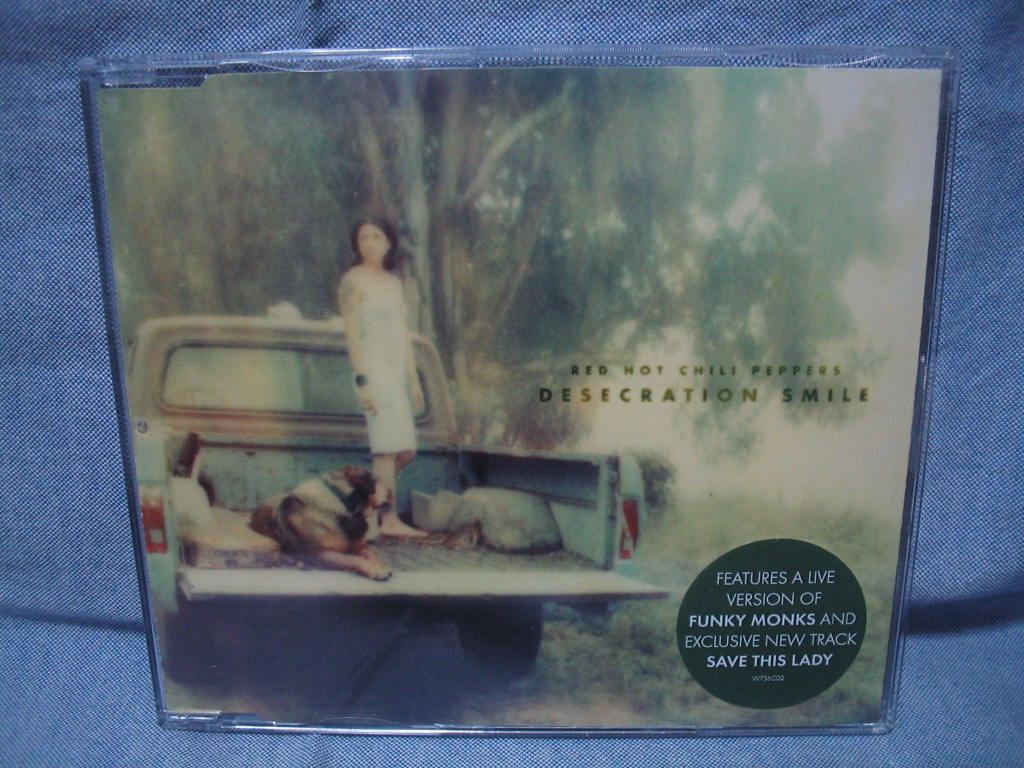 RED HOT CHILI PEPPERS
DESECRATION SMILE
FEATURES A LIVE
VERSION OF
FUNKY MONKS AND
EXCLUSIVE NEW TRACK
SAVE THIS LADY
W756CD2